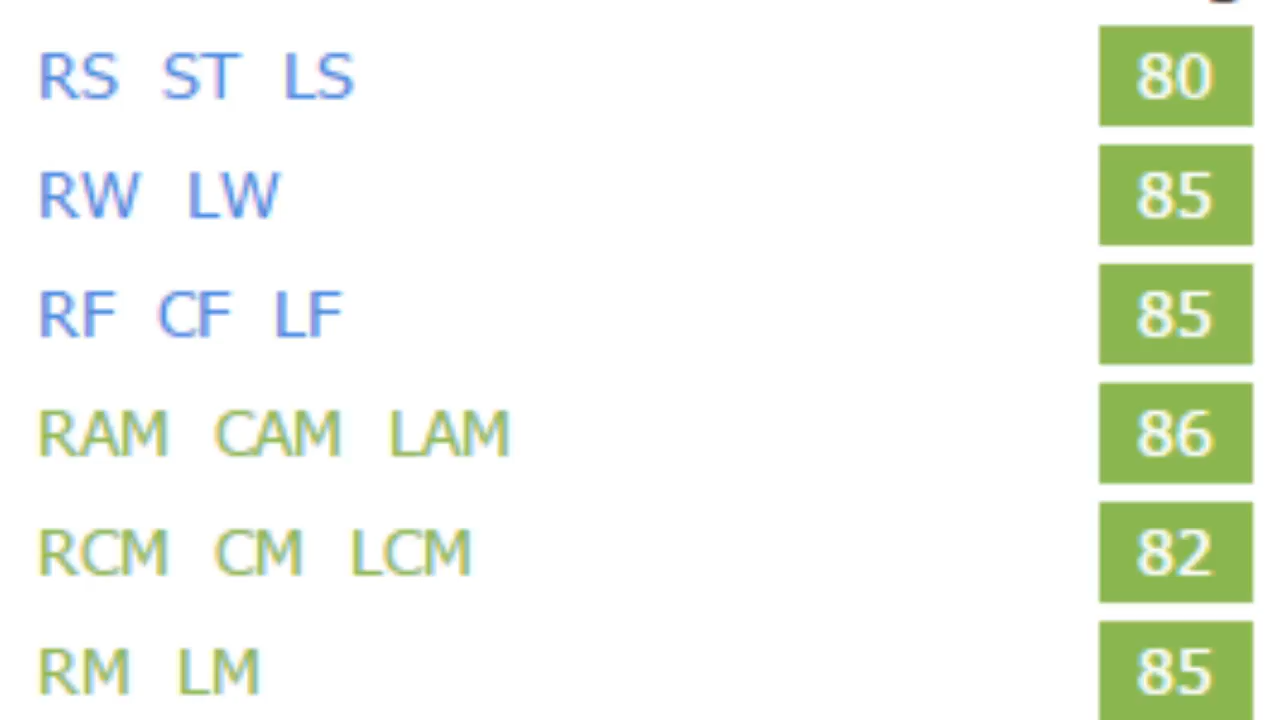 RS ST LS 80
RW LW 85
RF CF LF 85
RAM CAM LAM 86
RCM CM LCM 82
RM LM 85